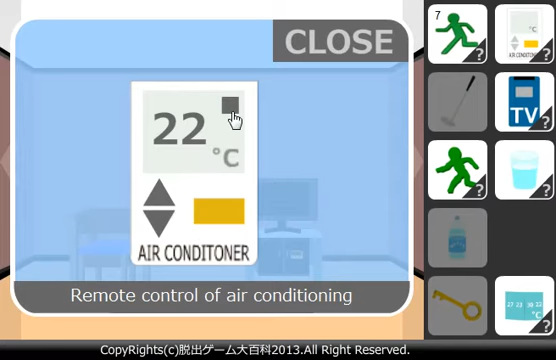 CLOSE
7
22
°C
AIR CONDITONER
Remote control of air conditioning
?
?
°C
AIR CONDITONER
TV
?
?
?
27 23 30 22
°C
?
CopyRights(c)脱出ゲーム大百科2013.All Right Reserved.